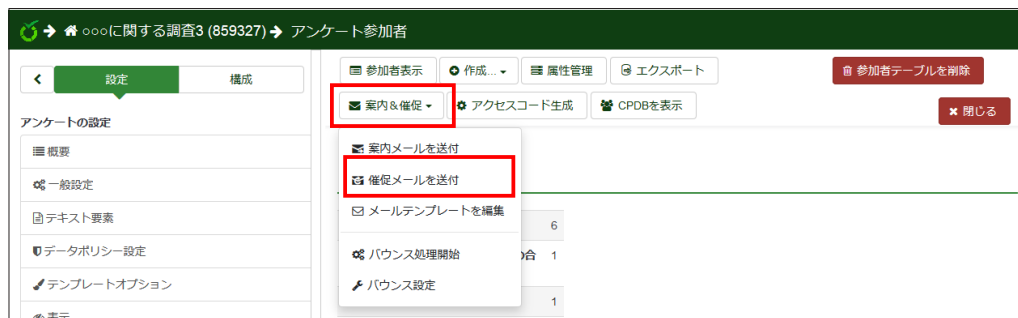 ○○○に関する調査3 (859327) アンケート参加者
設定 構成
アンケートの設定
概要
一般設定
テキスト要素
データポリシー設定
テンプレートオプション
表示
参加者表示 作成... 属性管理 エクスポート 参加者テーブルを削除
案内&催促 アクセスコード生成 CPDBを表示 閉じる
案内メールを送付
催促メールを送付
メールテンプレートを編集
バウンス処理開始
バウンス設定
6
合 1
1